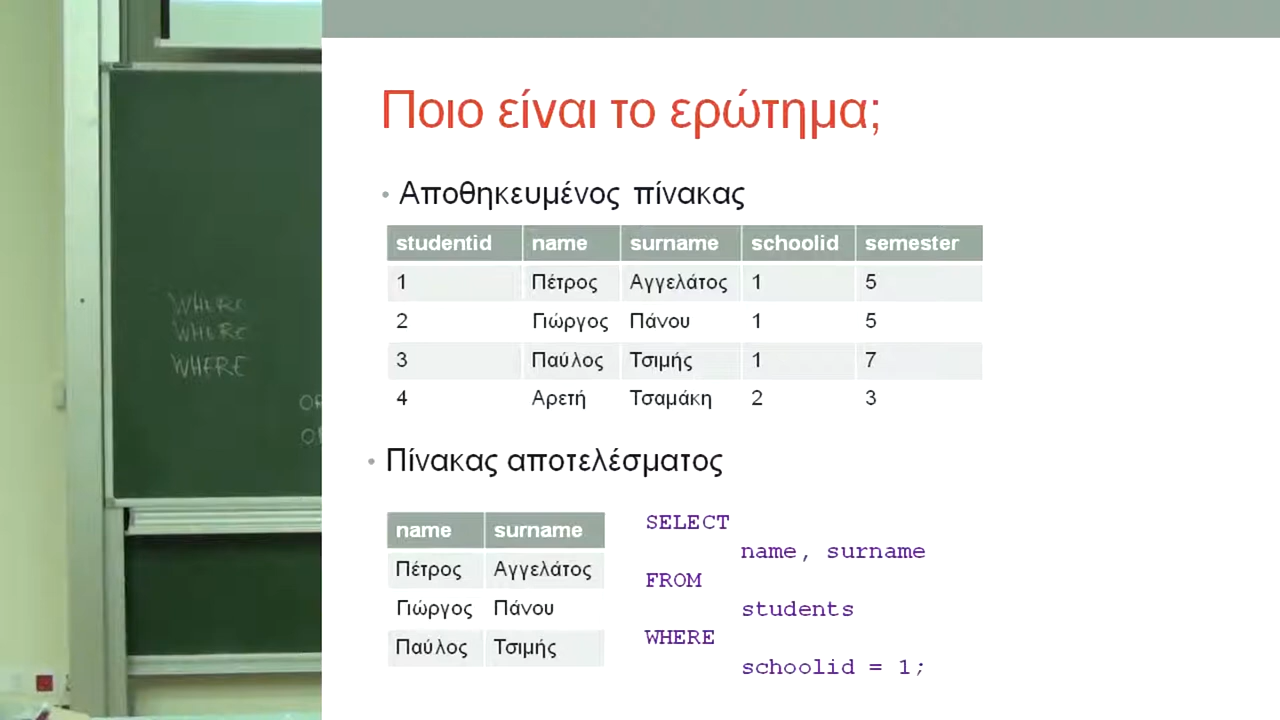 WHERE
WHERE
WHERE
Ποιο είναι το ερώτημα;
• Αποθηκευμένος πίνακας
studentid name surname schoolid semester
1 Πέτρος Αγγελάτος 1 5
2 Γιώργος Πάνου 1 5
3 Παύλος Τσιμής 1 7
4 Αρετή Τσαμάκη 2 3
• Πίνακας αποτελέσματος
name surname
Πέτρος Αγγελάτος
Γιώργος Πάνου
Παύλος Τσιμής
SELECT
name, surname
FROM
students
WHERE
schoolid = 1;